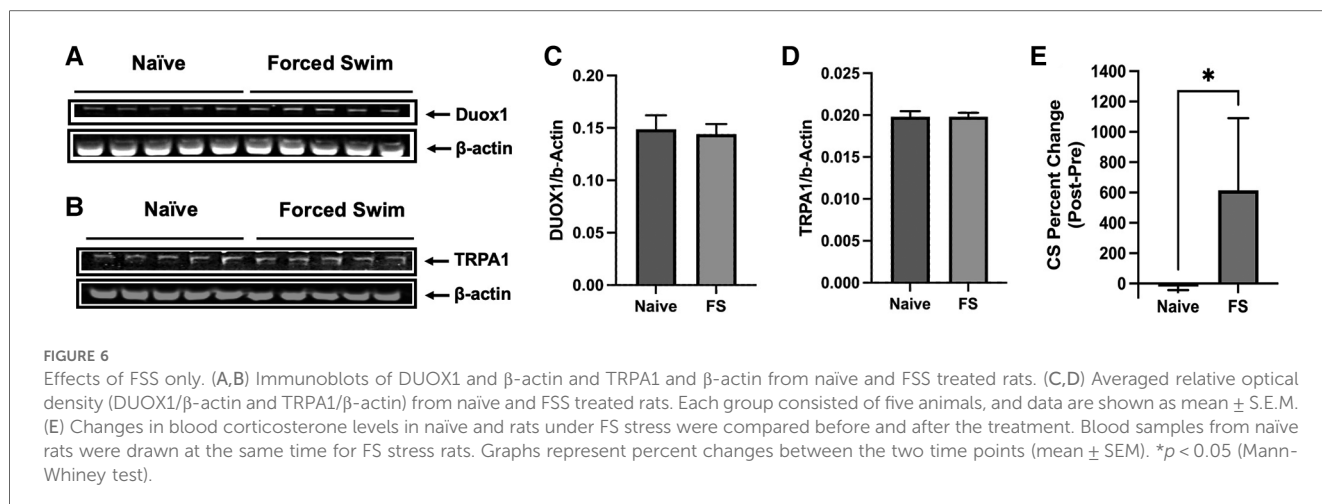 A
Naïve Forced Swim
Duox1
β-actin
B
Naïve Forced Swim
TRPA1
β-actin
C
DUOX1/b-Actin
0.20
0.15
0.10
0.05
0.00
Naive FS
D
TRPA1/b-Actin
0.025
0.020
0.015
0.010
0.005
0.000
Naive FS
E
CS Percent Change
(Post-Pre)
1400
1200
1000
800
600
400
200
0
*
Naive FS
FIGURE 6
Effects of FSS only. (A,B) Immunoblots of DUOX1 and β-actin and TRPA1 and β-actin from naïve and FSS treated rats. (C,D) Averaged relative optical
density (DUOX1/β-actin and TRPA1/β-actin) from naïve and FSS treated rats. Each group consisted of five animals, and data are shown as mean ± S.E.M.
(E) Changes in blood corticosterone levels in naïve and rats under FS stress were compared before and after the treatment. Blood samples from naïve
rats were drawn at the same time for FS stress rats. Graphs represent percent changes between the two time points (mean ± SEM). *p < 0.05 (Mann-
Whiney test).